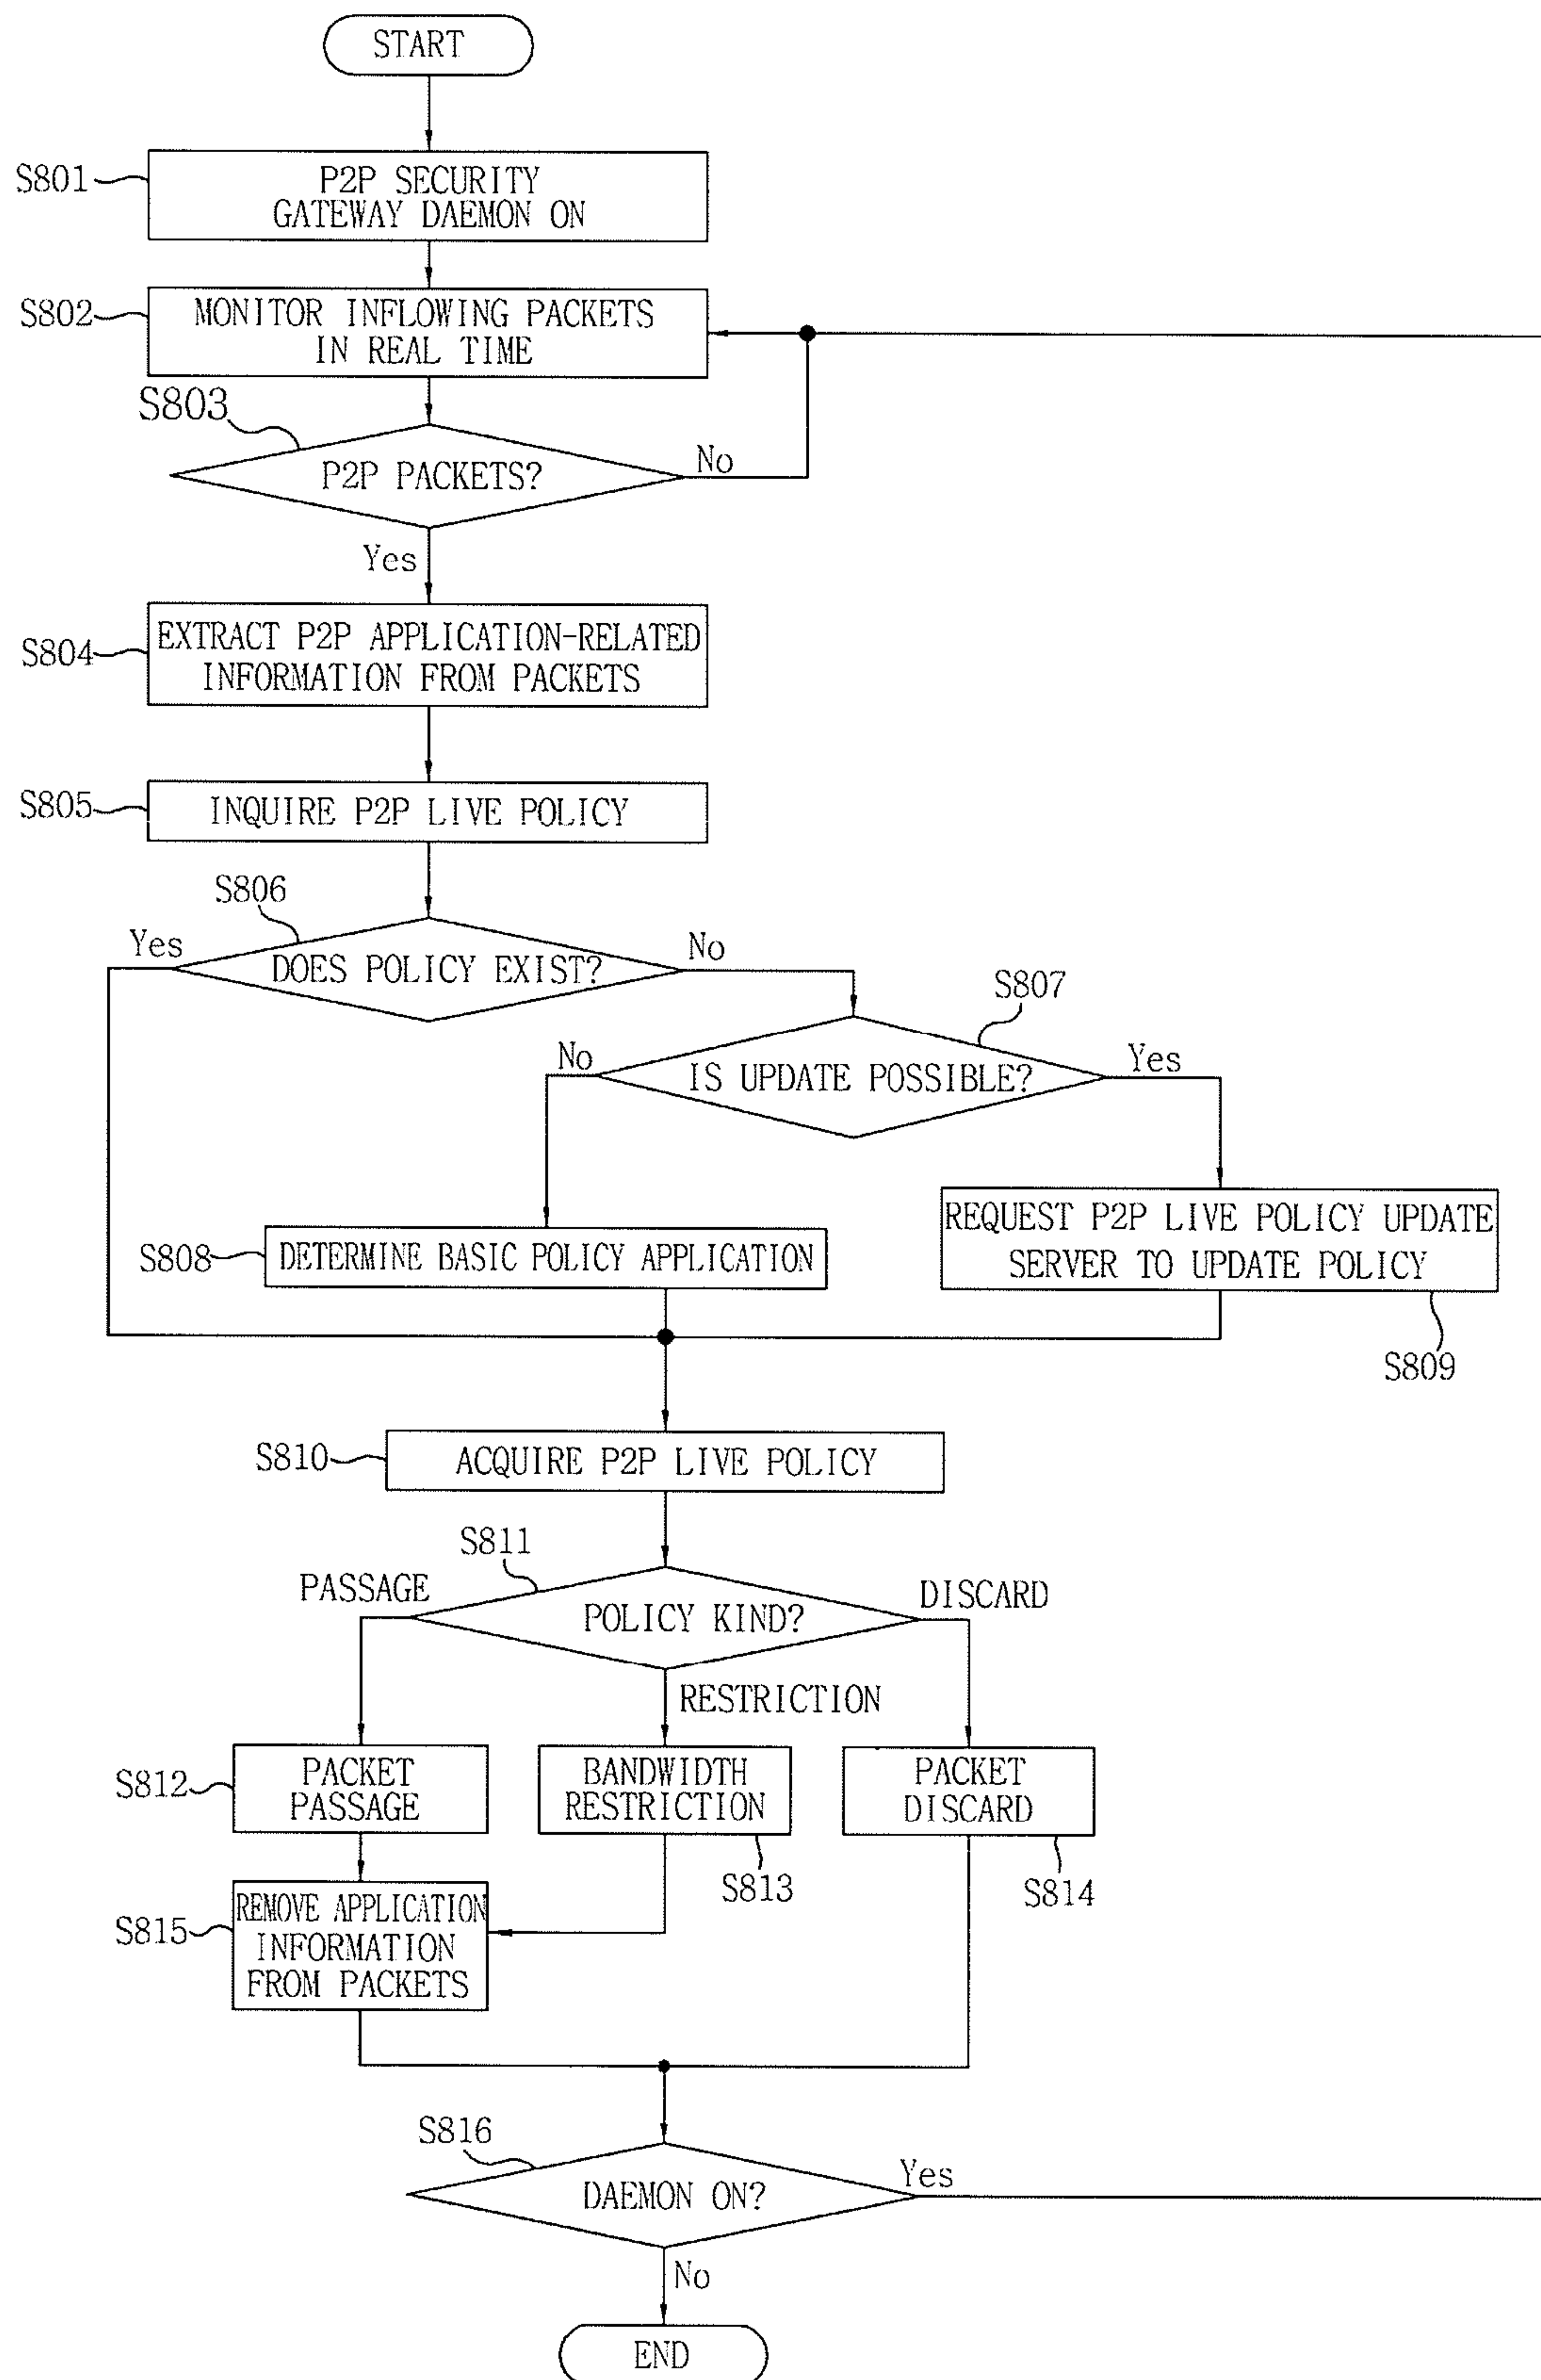 START
S801
P2P SECURITY
GATEWAY DAEMON ON
S802
MONITOR INFLOWING PACKETS
IN REAL TIME
S803
P2P PACKETS?
No
Yes
S804
EXTRACT P2P APPLICATION-RELATED
INFORMATION FROM PACKETS
S805
INQUIRE P2P LIVE POLICY
S806
Yes
DOES POLICY EXIST?
No
S807
No
IS UPDATE POSSIBLE?
Yes
S808
DETERMINE BASIC POLICY APPLICATION
REQUEST P2P LIVE POLICY UPDATE
SERVER TO UPDATE POLICY
S809
S810
ACQUIRE P2P LIVE POLICY
S811
PASSAGE
POLICY KIND?
DISCARD
RESTRICTION
S812
PACKET
PASSAGE
BANDWIDTH
RESTRICTION
S813
PACKET
DISCARD
S814
S815
REMOVE APPLICATION
INFORMATION
FROM PACKETS
S816
DAEMON ON?
Yes
No
END